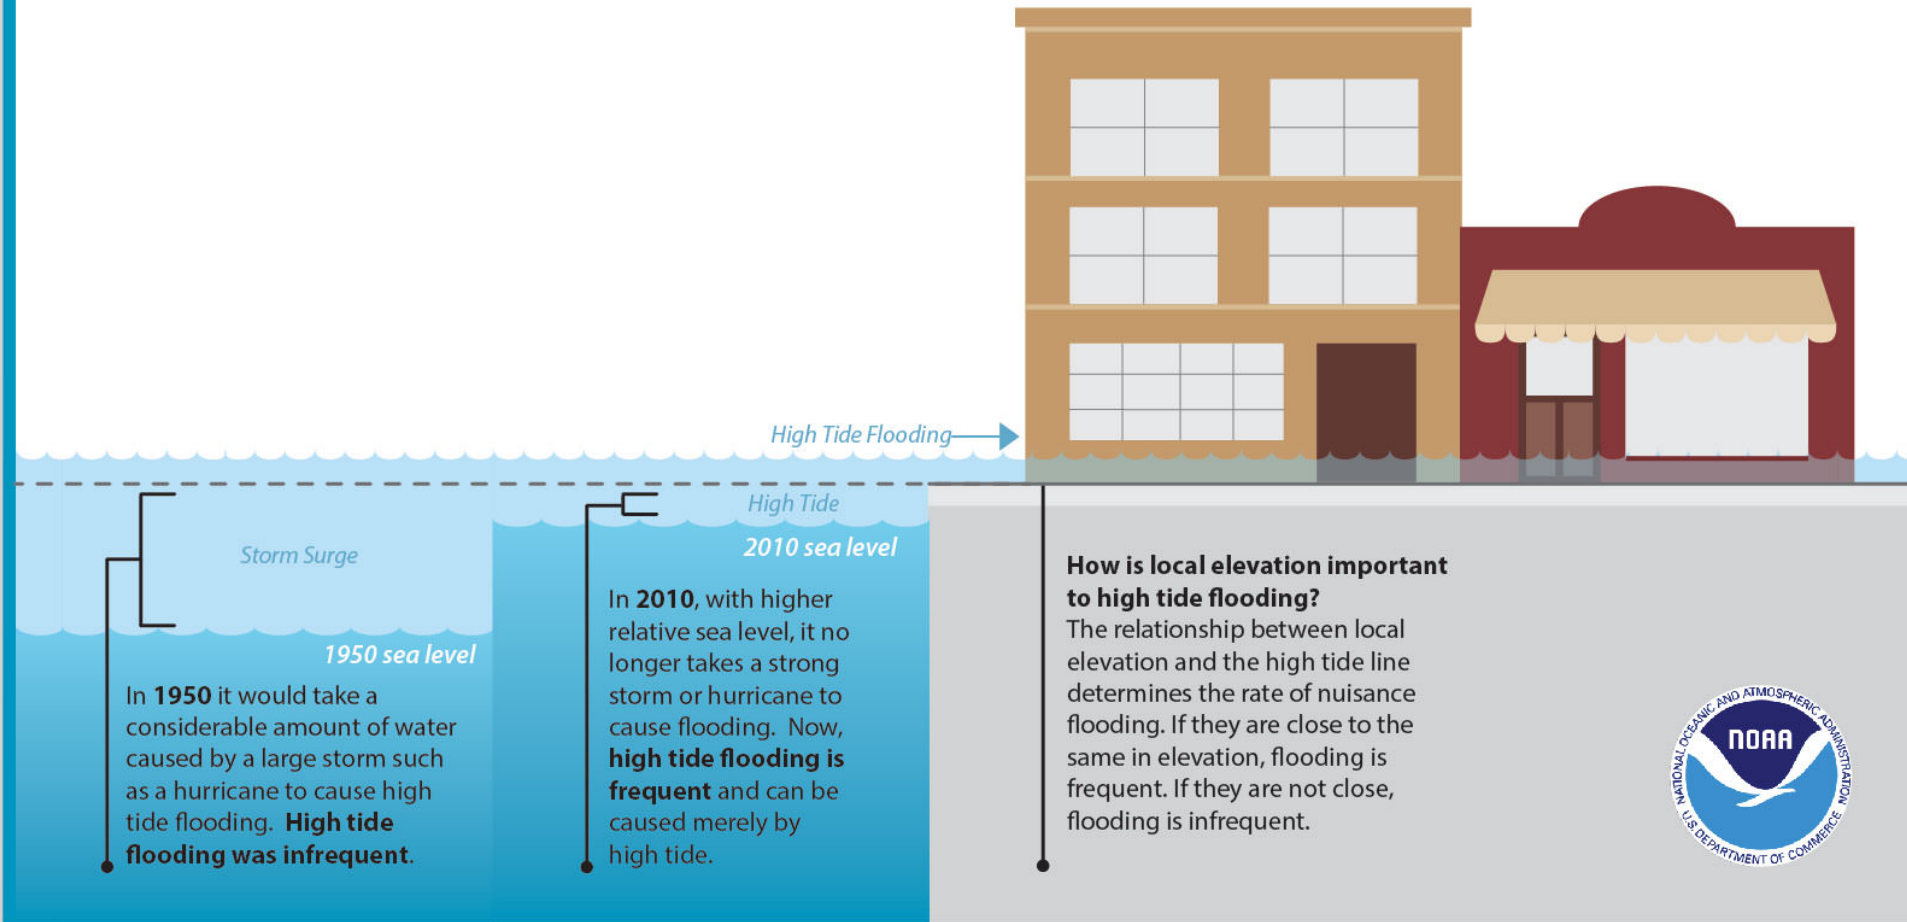 High Tide Flooding
Storm Surge
1950 sea level
In 1950 it would take a
considerable amount of water
caused by a large storm such
as a hurricane to cause high
tide flooding. High tide
flooding was infrequent.
High Tide
2010 sea level
In 2010, with higher
relative sea level, it no
longer takes a strong
storm or hurricane to
cause flooding. Now,
high tide flooding is
frequent and can be
caused merely by
high tide.
How is local elevation important
to high tide flooding?
The relationship between local
elevation and the high tide line
determines the rate of nuisance
flooding. If they are close to the
same in elevation, flooding is
frequent. If they are not close,
flooding is infrequent.
NATIONAL OCEANIC AND ATMOSPHERIC ADMINISTRATION
NOAA
U.S. DEPARTMENT OF COMMERCE